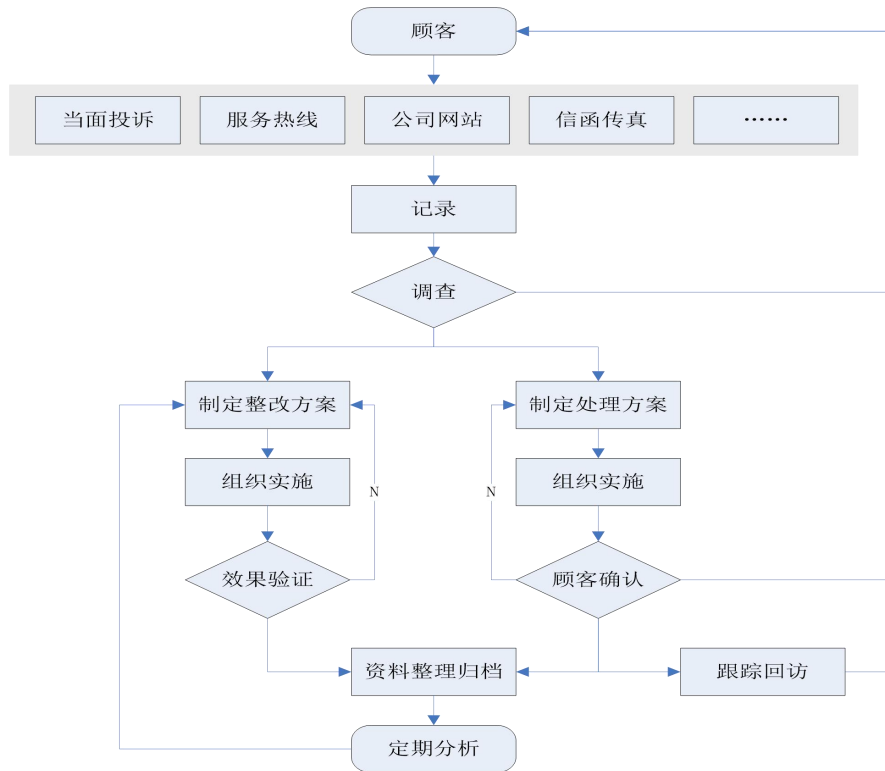 顾客
当面投诉
服务热线
公司网站
信函传真
……
记录
调查
制定整改方案
制定处理方案
组织实施
组织实施
N
N
效果验证
顾客确认
资料整理归档
跟踪回访
定期分析